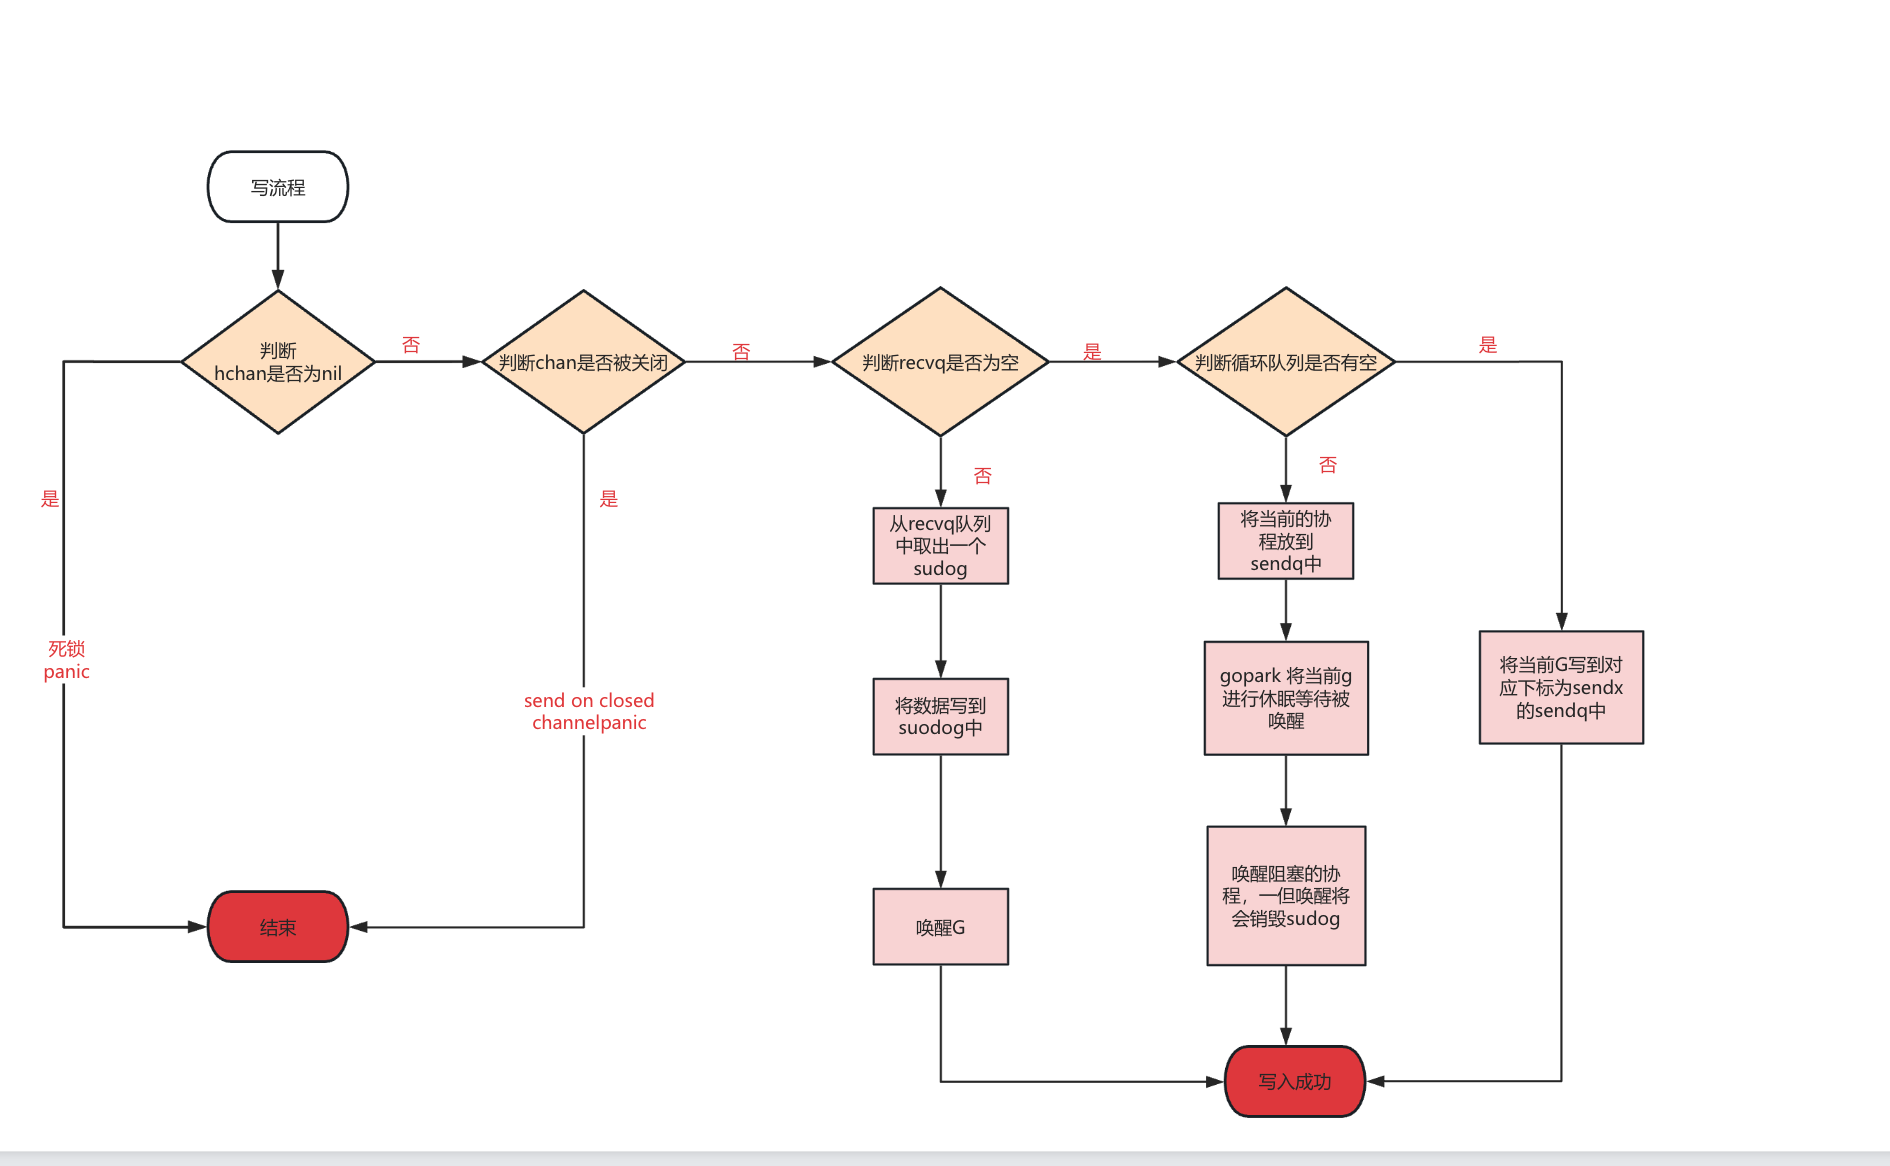 写流程
判断
hchan是否为nil
否
判断chan是否被关闭
否
判断recvq是否为空
是
判断循环队列是否有空
是
是
是
否
否
从recvq队列
中取出一个
sudog
将当前的协
程放到
sendq中
死锁
panic
send on closed
channelpanic
将数据写到
suodog中
gopark 将当前g
进行休眠等待被
唤醒
将当前G写到对
应下标为sendx
的sendq中
结束
唤醒G
唤醒阻塞的协
程，一但唤醒将
会销毁sudog
写入成功